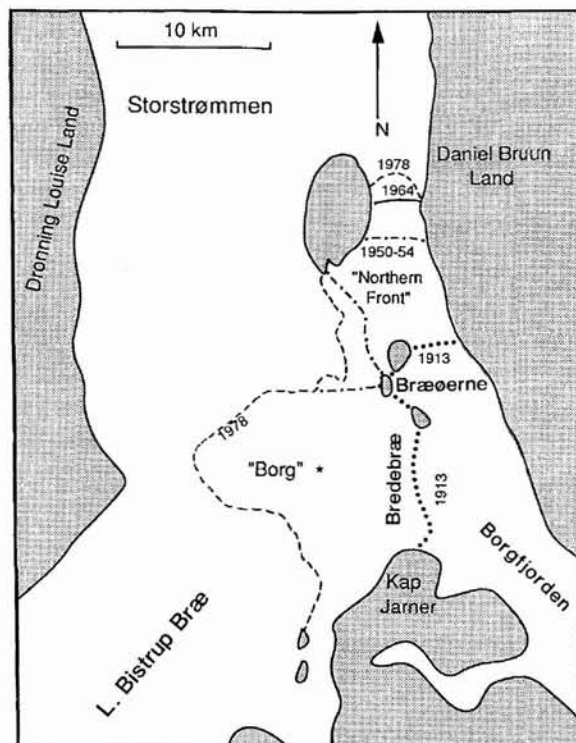 10 km
Storstrømmen
N
Dronning Louise Land
Daniel Bruun
Land
1978
1964
1950-54
"Northern
Front"
1913
Bræøerne
1978
"Borg"
Bredebræ
1913
Borgfjorden
Kap
Jarner
L. Bistrup Bræ